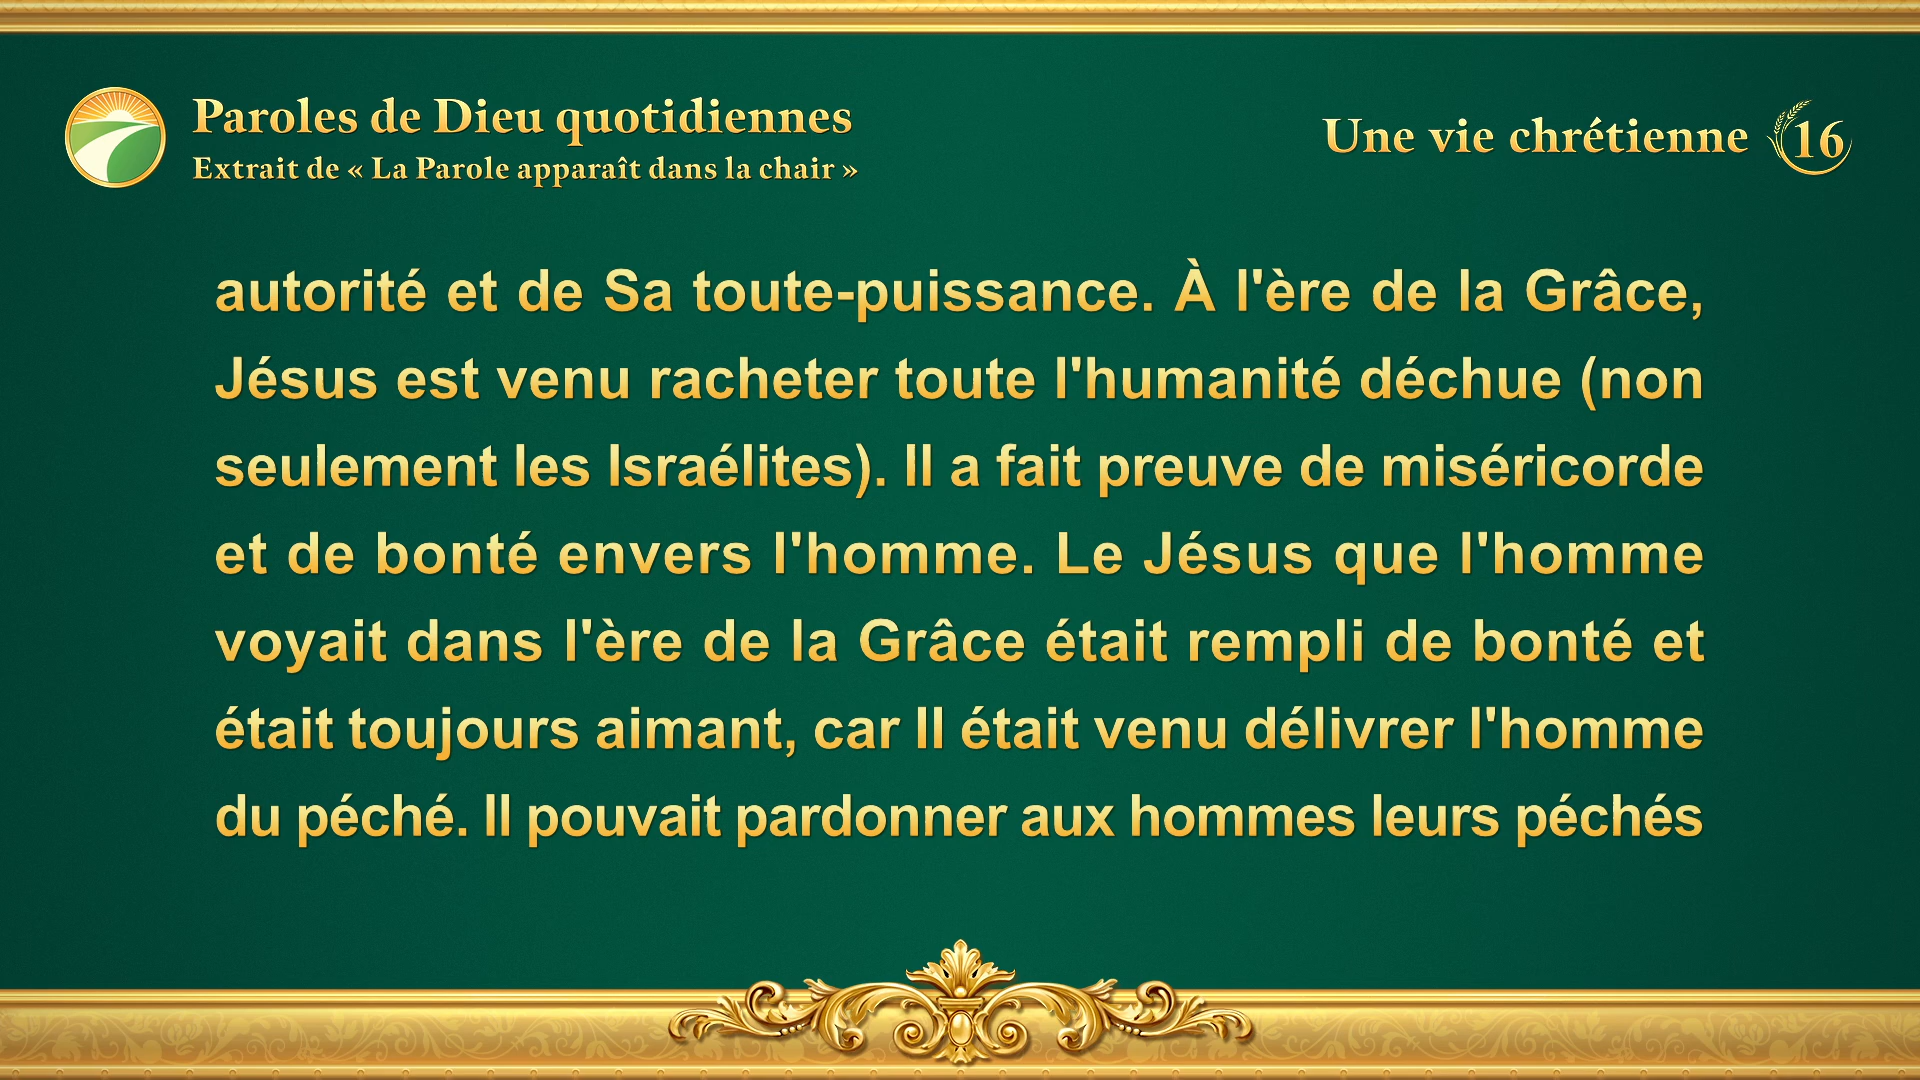 Paroles de Dieu quotidiennes
Extrait de « La Parole apparaît dans la chair »
Une vie chrétienne 16
autorité et de Sa toute-puissance. À l'ère de la Grâce,
Jésus est venu racheter toute l'humanité déchue (non
seulement les Israélites). Il a fait preuve de miséricorde
et de bonté envers l'homme. Le Jésus que l'homme
voyait dans l'ère de la Grâce était rempli de bonté et
était toujours aimant, car Il était venu délivrer l'homme
du péché. Il pouvait pardonner aux hommes leurs péchés